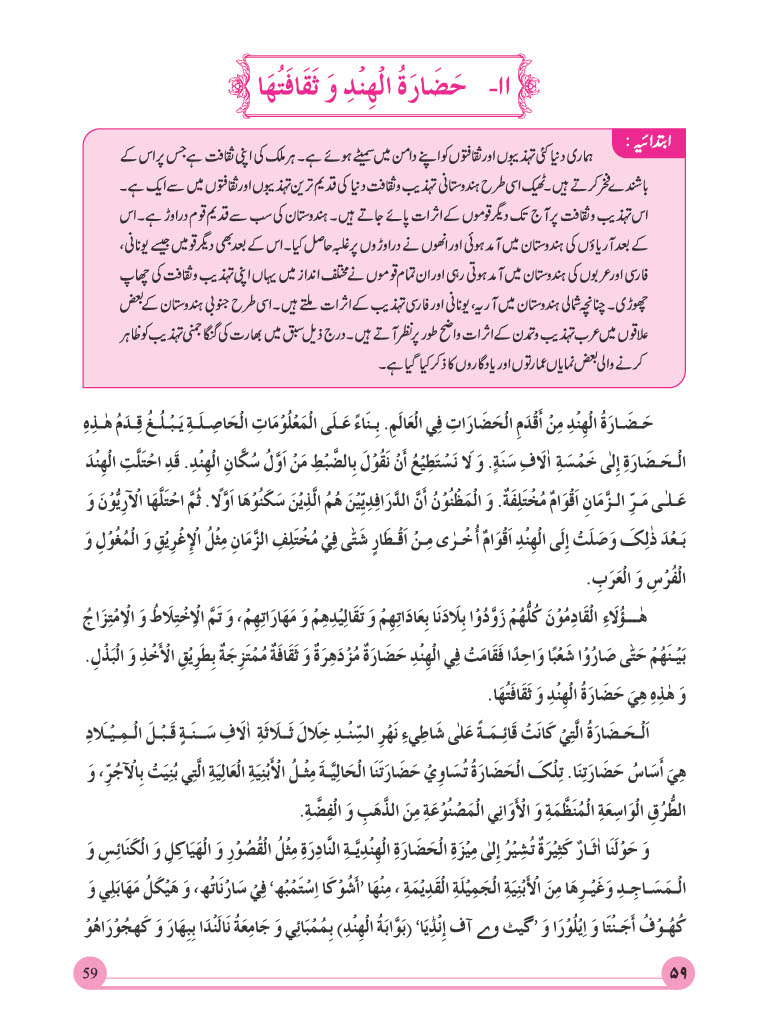 ۱۱- حَضَارَةُ الْهِنْدِ وَ ثَقَافَتُهَا
ابتدائیہ :
ہماری دنیا کئی تہذیبوں اور ثقافتوں کو اپنے دامن میں سمیٹے ہوئے ہے۔ ہر ملک کی اپنی ثقافت ہے جس پر اس کے
باشندے فخر کرتے ہیں۔ ٹھیک اسی طرح ہندوستانی تہذیب و ثقافت دنیا کی قدیم ترین تہذیبوں اور ثقافتوں میں سے ایک ہے۔
اس تہذیب و ثقافت پر آج تک دیگر قوموں کے اثرات پائے جاتے ہیں۔ ہندوستان کی سب سے قدیم قوم دراوڑ ہے۔ اس
کے بعد آریاؤں کی ہندوستان میں آمد ہوئی اور انھوں نے دراوڑوں پر غلبہ حاصل کیا۔ اس کے بعد بھی دیگر قومیں جیسے یونانی،
فارسی اور عربوں کی ہندوستان میں آمد ہوتی رہی اور ان تمام قوموں نے مختلف انداز میں یہاں اپنی تہذیب و ثقافت کی چھاپ
چھوڑی۔ چنانچہ شمالی ہندوستان میں آریہ، یونانی اور فارسی تہذیب کے اثرات ملتے ہیں۔ اسی طرح جنوبی ہندوستان کے بعض
علاقوں میں عرب تہذیب و تمدن کے اثرات واضح طور پر نظر آتے ہیں۔ درج ذیل سبق میں بھارت کی گنگا جمنی تہذیب کو ظاہر
کرنے والی بعض نمایاں عمارتوں اور یادگاروں کا ذکر کیا گیا ہے۔
حَضَارَةُ الْهِنْدِ مِنْ أَقْدَمِ الْحَضَارَاتِ فِي الْعَالَمِ. بِنَاءً عَلَى الْمَعْلُوْمَاتِ الْحَاصِلَةِ يَبْلُغُ قِدَمُ هٰذِهِ
الْحَضَارَةِ إِلٰى خَمْسَةِ اٰلَافِ سَنَةٍ. وَ لَا نَسْتَطِيْعُ أَنْ نَقُوْلَ بِالضَّبْطِ مَنْ اَوَّلُ سُكَّانِ الْهِنْدِ. قَدِ احْتَلَّتِ الْهِنْدَ
عَلٰى مَرِّ الزَّمَانِ اَقْوَامٌ مُخْتَلِفَةٌ. وَ الْمَظْنُوْنُ أَنَّ الدَّرَافِدِيِّيْنَ هُمُ الَّذِيْنَ سَكَنُوْهَا اَوَّلًا. ثُمَّ احْتَلَّهَا الْآرِيُّوْنَ وَ
بَعْدَ ذٰلِکَ وَصَلَتْ إِلَى الْهِنْدِ اَقْوَامٌ أُخْرٰى مِنْ اَقْطَارٍ شَتّٰى فِيْ مُخْتَلِفِ الزَّمَانِ مِثْلُ الْإِغْرِيْقِ وَ الْمُغُوْلِ وَ
الْفُرْسِ وَ الْعَرَبِ.
هٰؤُلَاءِ الْقَادِمُوْنَ كُلُّهُمْ زَوَّدُوْا بِلَادَنَا بِعَادَاتِهِمْ وَ تَقَالِيْدِهِمْ وَ مَهَارَاتِهِمْ، وَ تَمَّ الْاِخْتِلَاطُ وَ الْاِمْتِزَاجُ
بَيْنَهُمْ حَتّٰى صَارُوْا شَعْبًا وَاحِدًا فَقَامَتْ فِي الْهِنْدِ حَضَارَةٌ مُزْدَهِرَةٌ وَ ثَقَافَةٌ مُمْتَزِجَةٌ بِطَرِيْقِ الْأَخْذِ وَ الْبَذْلِ.
وَ هٰذِهِ هِيَ حَضَارَةُ الْهِنْدِ وَ ثَقَافَتُهَا.
اَلْحَضَارَةُ الَّتِيْ كَانَتْ قَائِمَةً عَلٰى شَاطِيءِ نَهْرِ السِّنْدِ خِلَالَ ثَلَاثَةِ اٰلَافِ سَنَةٍ قَبْلَ الْمِيْلَادِ
هِيَ أَسَاسُ حَضَارَتِنَا. تِلْکَ الْحَضَارَةُ تُسَاوِيْ حَضَارَتَنَا الْحَالِيَّةَ مِثْلُ الْأَبْنِيَةِ الْعَالِيَةِ الَّتِي بُنِيَتْ بِالْآجُرِّ، وَ
الطُّرُقِ الْوَاسِعَةِ الْمُنَظَّمَةِ وَ الْأَوَانِي الْمَصْنُوْعَةِ مِنَ الذَّهَبِ وَ الْفِضَّة.
وَ حَوْلَنَا اٰثَارٌ كَثِيْرَةٌ تُشِيْرُ إِلٰى مِيْزَةِ الْحَضَارَةِ الْهِنْدِيَّةِ النَّادِرَةِ مِثْلُ الْقُصُوْرِ وَ الْهَيَاكِلِ وَ الْكَنَائِسِ وَ
الْمَسَاجِدِ وَغَيْرِهَا مِنَ الْأَبْنِيَةِ الْجَمِيْلَةِ الْقَدِيْمَةِ ، مِنْهَا ’أَشُوْكَا اِسْتَمْبْھ‘ فِيْ سَارْنَاتْھ، وَ هَيْكَلُ مَهَابَلِي وَ
كُهُوْفُ أَجَنْتَا وَ اِيْلُوْرَا وَ ’گیٹ وے آف إِنْڈِيَا‘ (بَوَّابَةُ الْهِنْدِ) بِمُمْبَائِي وَ جَامِعَةُ نَالَنْدَا بِبِهَارَ وَ كَهجُوْرَاهُوْ
59
۵۹